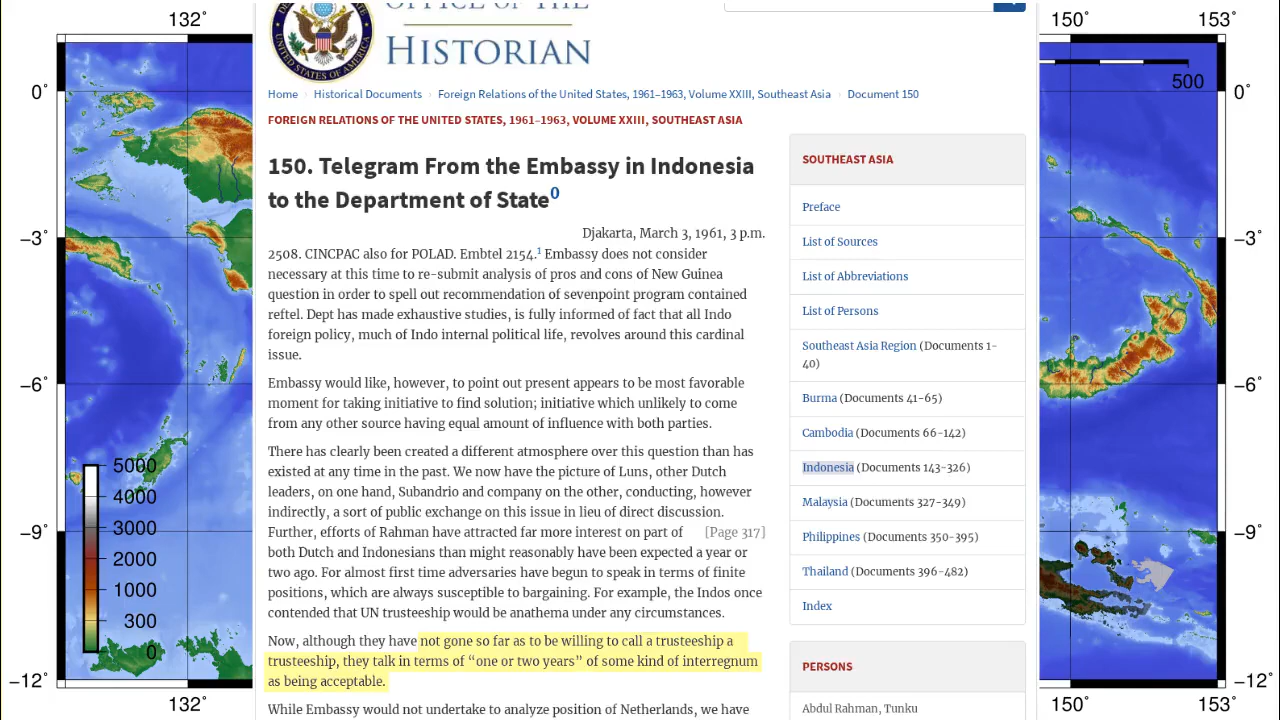 OFFICE OF THE
HISTORIAN
UNITED STATES OF AMERICA
Home › Historical Documents › Foreign Relations of the United States, 1961–1963, Volume XXIII, Southeast Asia › Document 150
FOREIGN RELATIONS OF THE UNITED STATES, 1961–1963, VOLUME XXIII, SOUTHEAST ASIA
150. Telegram From the Embassy in Indonesia
to the Department of State0
Djakarta, March 3, 1961, 3 p.m.
2508. CINCPAC also for POLAD. Embtel 2154.1 Embassy does not consider
necessary at this time to re-submit analysis of pros and cons of New Guinea
question in order to spell out recommendation of sevenpoint program contained
reftel. Dept has made exhaustive studies, is fully informed of fact that all Indo
foreign policy, much of Indo internal political life, revolves around this cardinal
issue.
Embassy would like, however, to point out present appears to be most favorable
moment for taking initiative to find solution; initiative which unlikely to come
from any other source having equal amount of influence with both parties.
There has clearly been created a different atmosphere over this question than has
existed at any time in the past. We now have the picture of Luns, other Dutch
leaders, on one hand, Subandrio and company on the other, conducting, however
indirectly, a sort of public exchange on this issue in lieu of direct discussion.
Further, efforts of Rahman have attracted far more interest on part of [Page 317]
both Dutch and Indonesians than might reasonably have been expected a year or
two ago. For almost first time adversaries have begun to speak in terms of finite
positions, which are always susceptible to bargaining. For example, the Indos once
contended that UN trusteeship would be anathema under any circumstances.
Now, although they have not gone so far as to be willing to call a trusteeship a
trusteeship, they talk in terms of “one or two years” of some kind of interregnum
as being acceptable.
While Embassy would not undertake to analyze position of Netherlands, we have
SOUTHEAST ASIA
Preface
List of Sources
List of Abbreviations
List of Persons
Southeast Asia Region (Documents 1-
40)
Burma (Documents 41-65)
Cambodia (Documents 66-142)
Indonesia (Documents 143-326)
Malaysia (Documents 327-349)
Philippines (Documents 350-395)
Thailand (Documents 396-482)
Index
PERSONS
Abdul Rahman, Tunku
132˚
0˚
−3˚
−6˚
−9˚
−12˚
132˚
5000
4000
3000
2000
1000
300
0
150˚
153˚
500
0˚
−3˚
−6˚
−9˚
−12˚
150˚
153˚